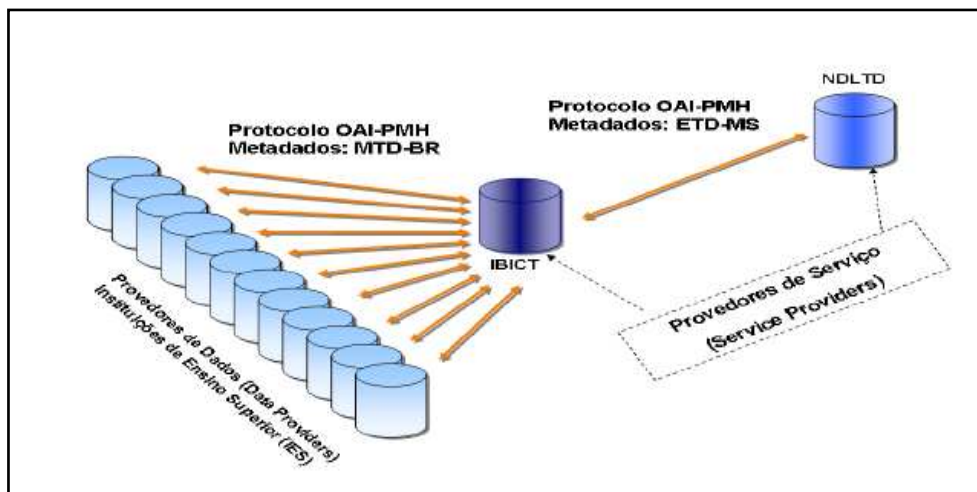 NDLTD
Protocolo OAI-PMH
Metadados: ETD-MS
Protocolo OAI-PMH
Metadados: MTD-BR
IBICT
Provedores de Serviço
(Service Providers)
Provedores de Dados (Data Providers)
Instituições de Ensino Superior (IES)